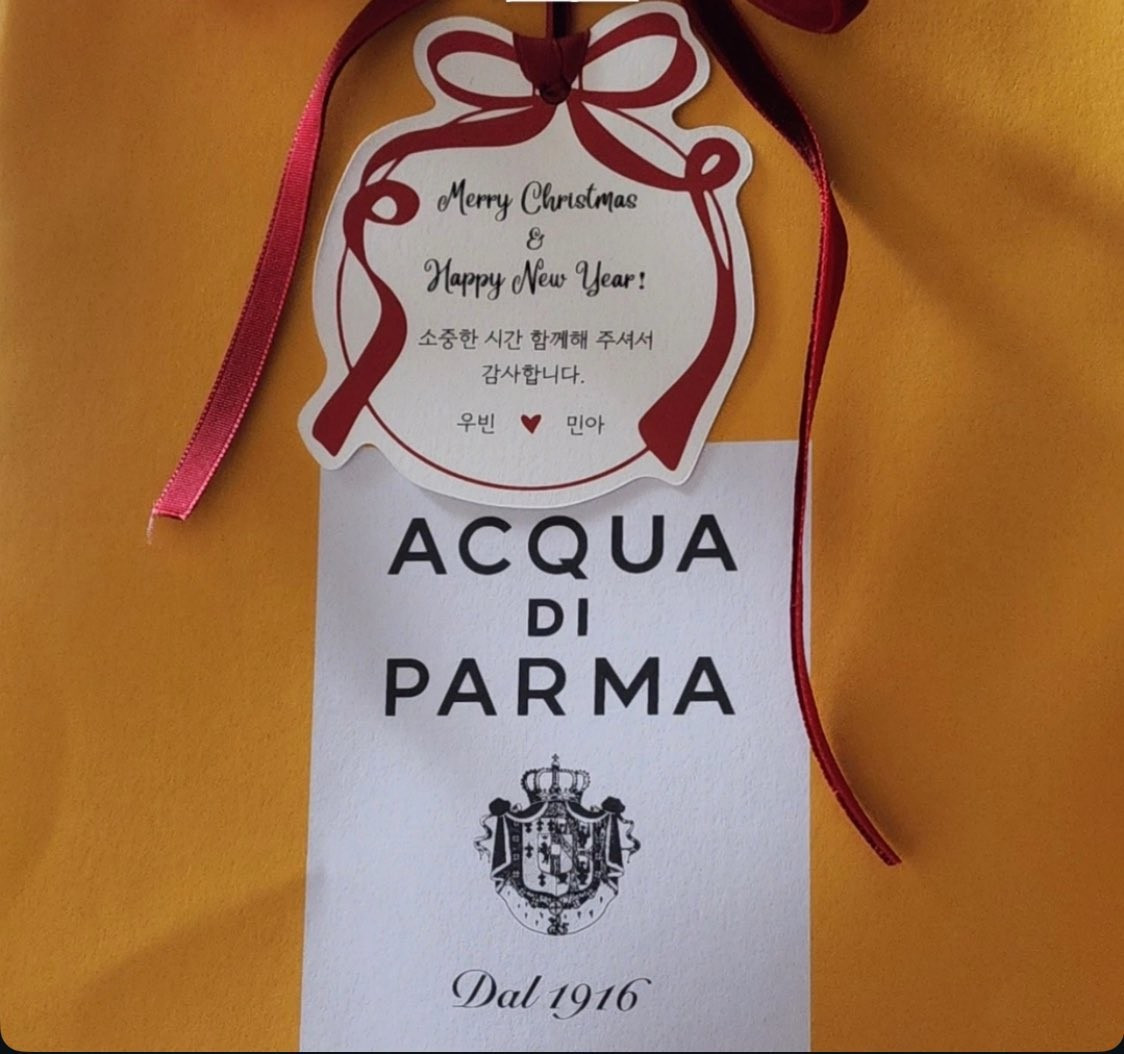 Merry Christmas
&
Happy New Year!
소중한 시간 함께해 주셔서
감사합니다.
우빈 ♥ 민아
ACQUA
DI
PARMA
Dal 1916